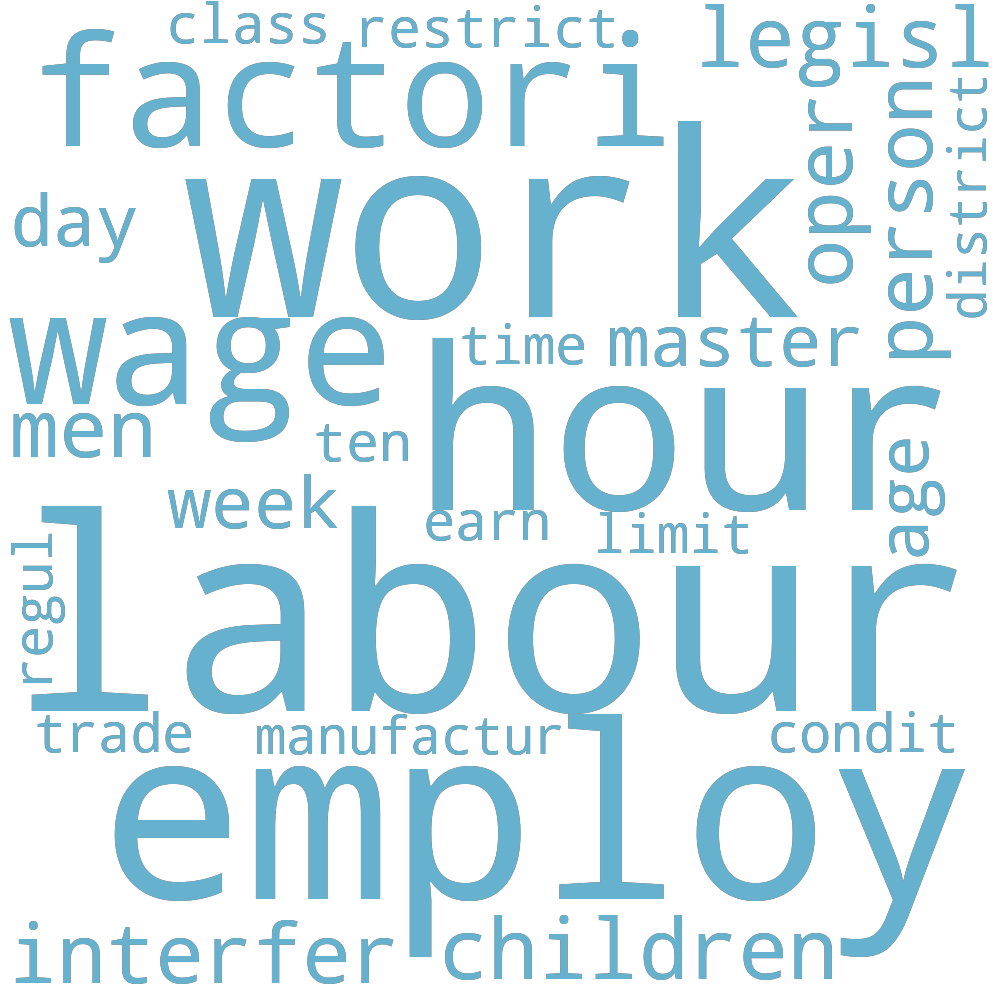 class
restrict
legisl
factori
work
oper
person
district
day
wage
time
master
men
ten
hour
age
week
earn
limit
regul
labour
trade
manufactur
condit
employ
interfer
children